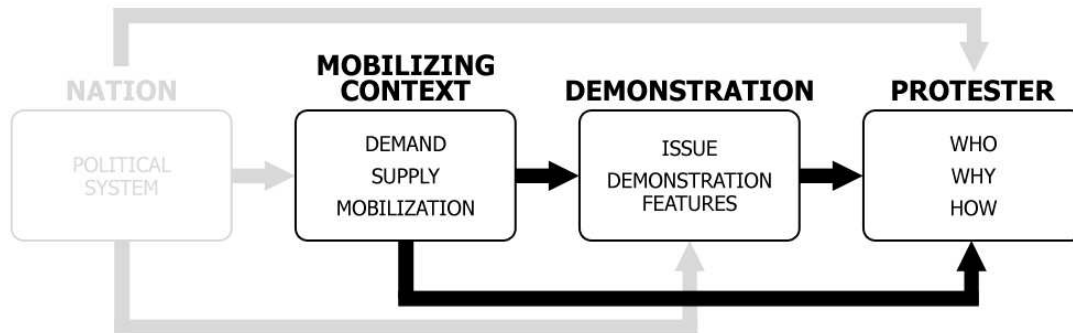 NATION
POLITICAL
SYSTEM
MOBILIZING
CONTEXT
DEMAND
SUPPLY
MOBILIZATION
DEMONSTRATION
ISSUE
DEMONSTRATION
FEATURES
PROTESTER
WHO
WHY
HOW